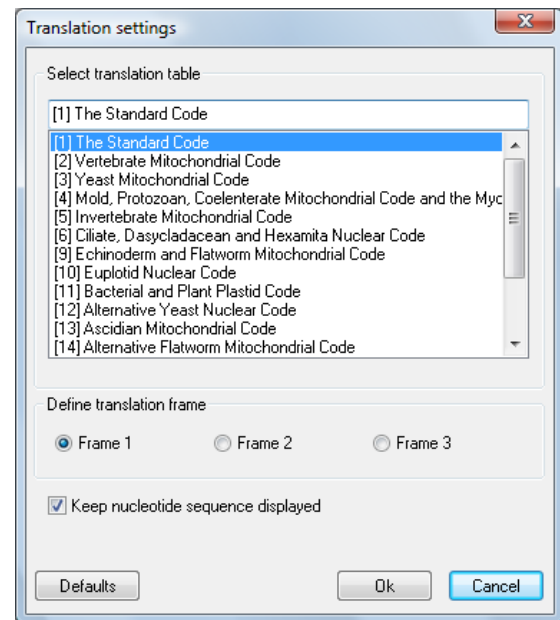 Translation settings
Select translation table
[1] The Standard Code
[1] The Standard Code
[2] Vertebrate Mitochondrial Code
[3] Yeast Mitochondrial Code
[4] Mold, Protozoan, Coelenterate Mitochondrial Code and the Myc
[5] Invertebrate Mitochondrial Code
[6] Ciliate, Dasycladacean and Hexamita Nuclear Code
[9] Echinoderm and Flatworm Mitochondrial Code
[10] Euplotid Nuclear Code
[11] Bacterial and Plant Plastid Code
[12] Alternative Yeast Nuclear Code
[13] Ascidian Mitochondrial Code
[14] Alternative Flatworm Mitochondrial Code
Define translation frame
Frame 1 Frame 2 Frame 3
Keep nucleotide sequence displayed
Defaults Ok Cancel